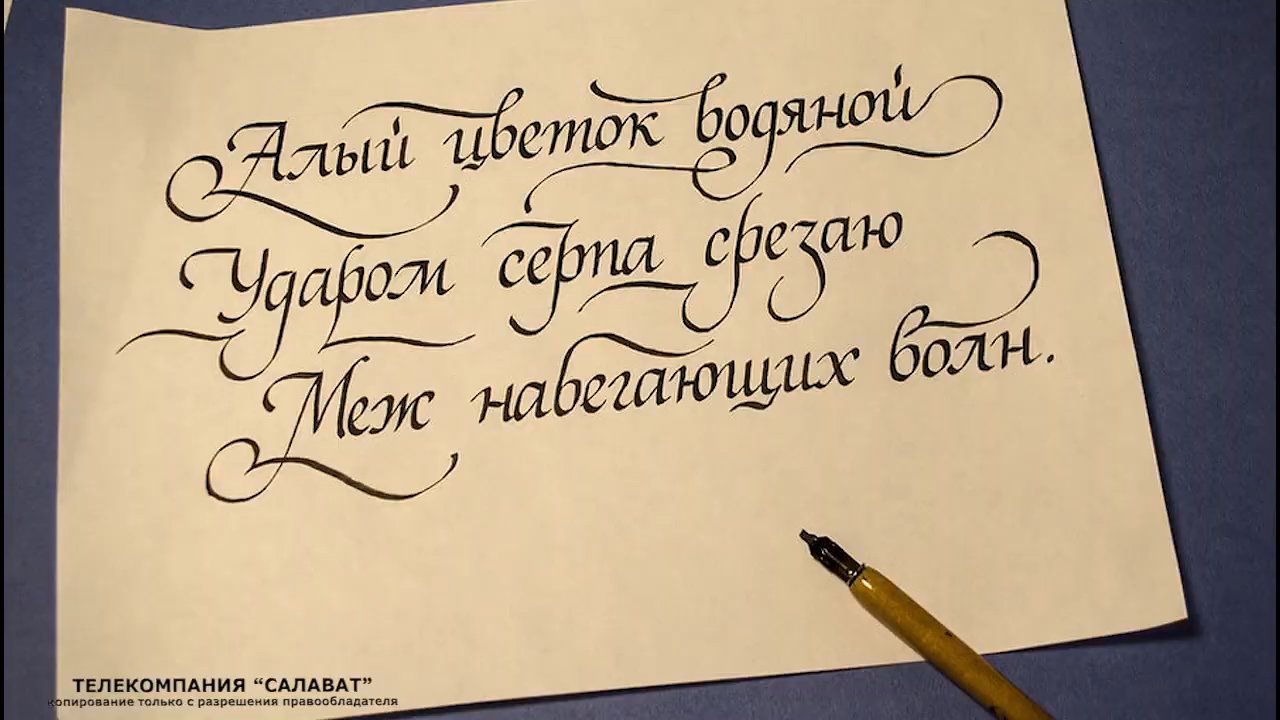 Алый цветок водяной
Ударом серпа срезаю
Меж набегающих волн.
ТЕЛЕКОМПАНИЯ “САЛАВАТ”
копирование только с разрешения правообладателя